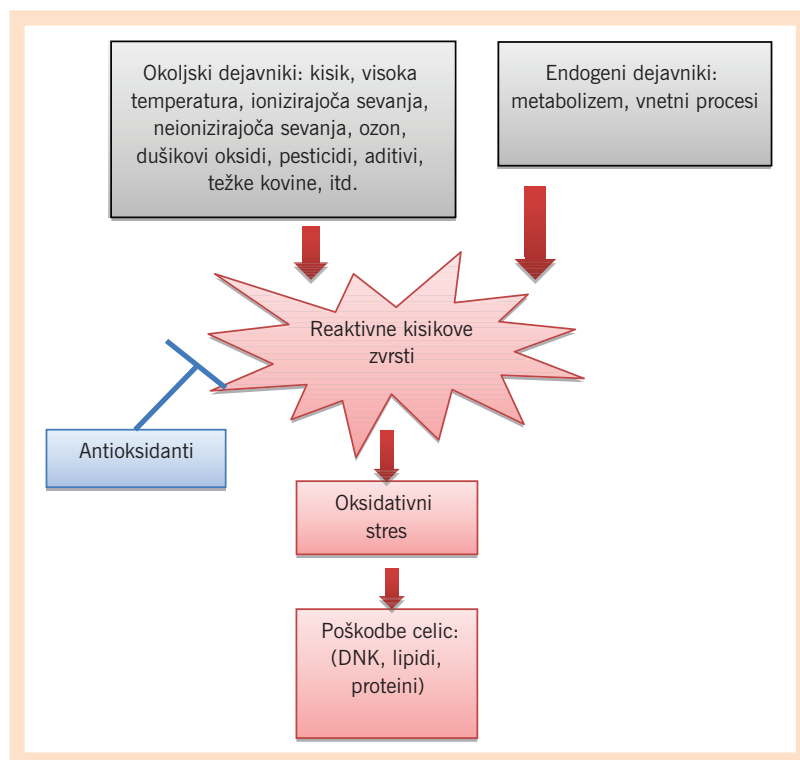 Okoljski dejavniki: kisik, visoka
temperatura, ionizirajoča sevanja,
neionizirajoča sevanja, ozon,
dušikovi oksidi, pesticidi, aditivi,
težke kovine, itd.
Endogeni dejavniki:
metabolizem, vnetni procesi
Reaktivne kisikove
zvrsti
Antioksidanti
Oksidativni
stres
Poškodbe celic:
(DNK, lipidi,
proteini)